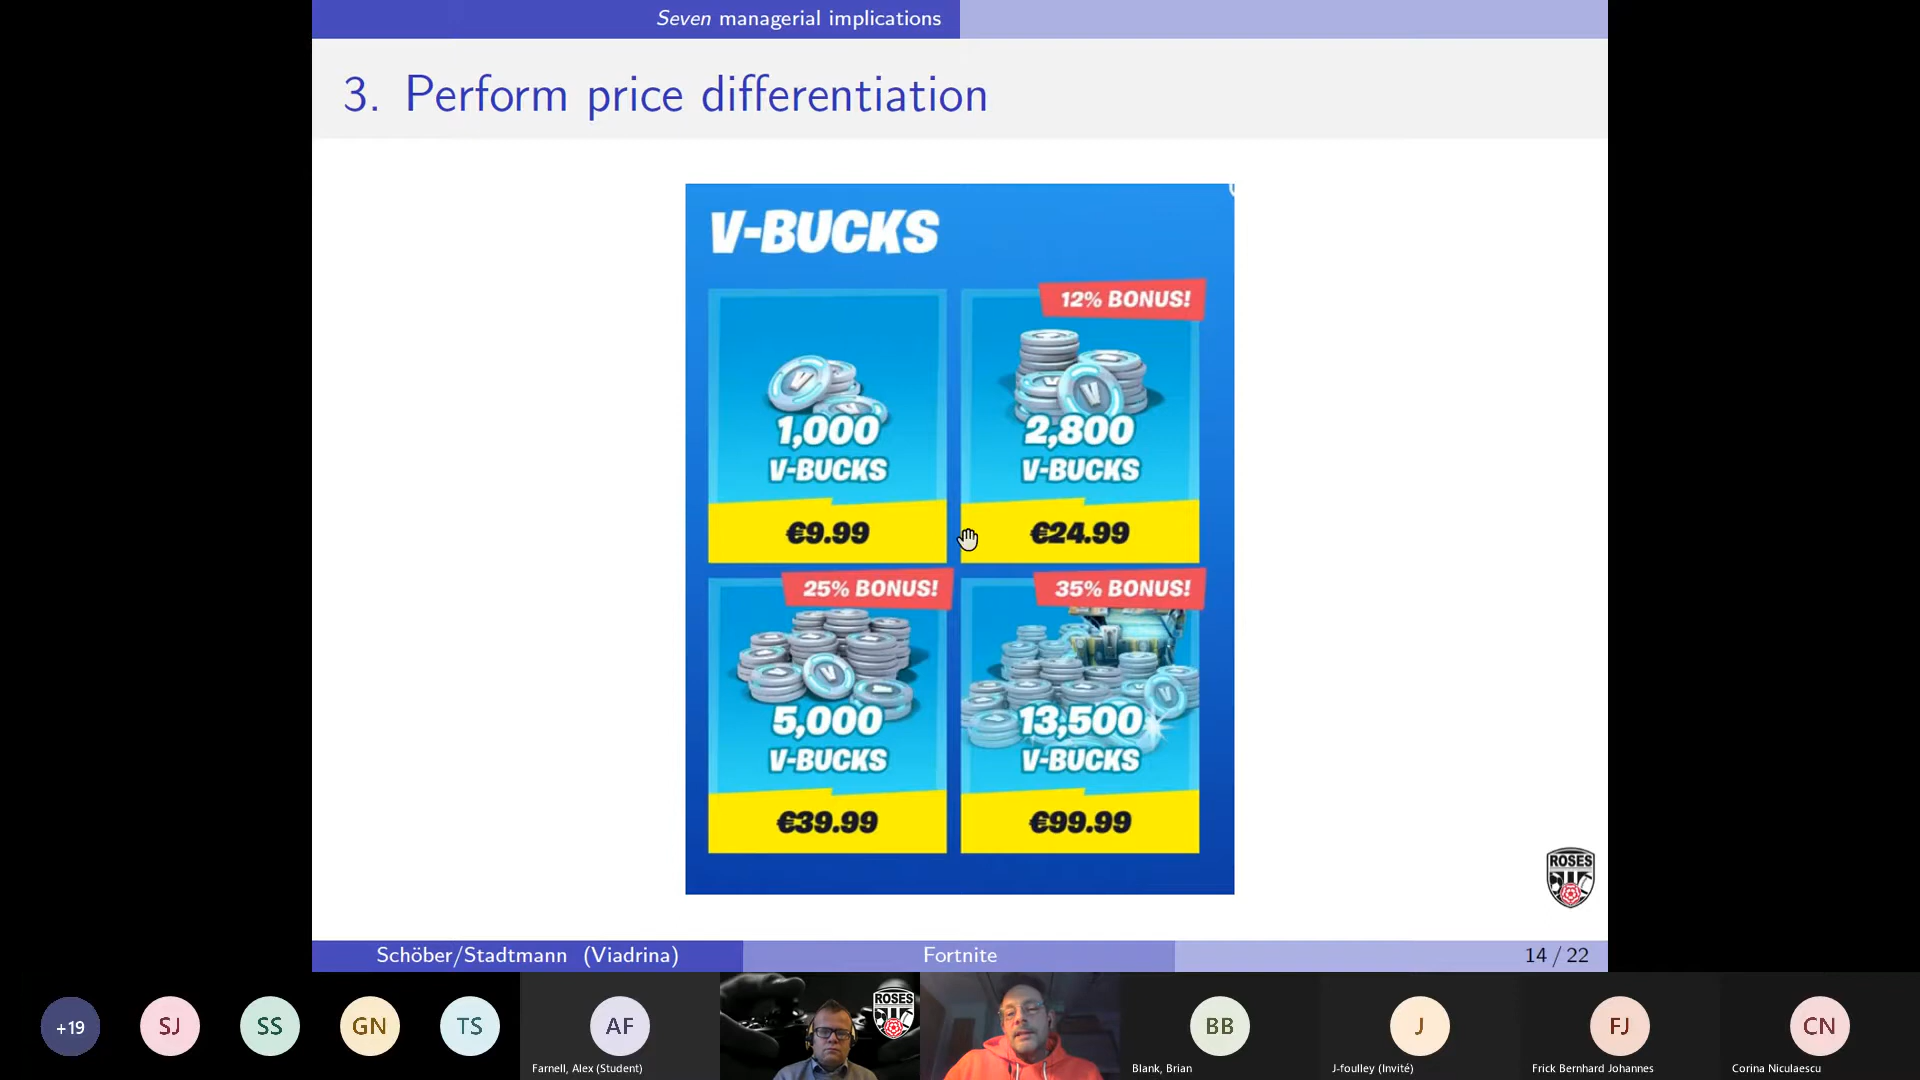 Seven managerial implications
3. Perform price differentiation
V-BUCKS
1,000
V-BUCKS
€9.99
12% BONUS!
2,800
V-BUCKS
€24.99
25% BONUS!
5,000
V-BUCKS
€39.99
35% BONUS!
13,500
V-BUCKS
€99.99
ROSES
Schöber/Stadtmann (Viadrina)
Fortnite
14 / 22
+19
SJ
SS
GN
TS
AF
Farnell, Alex (Student)
ROSES
BB
Blank, Brian
J
J-foulley (Invité)
FJ
Frick Bernhard Johannes
CN
Corina Niculaescu